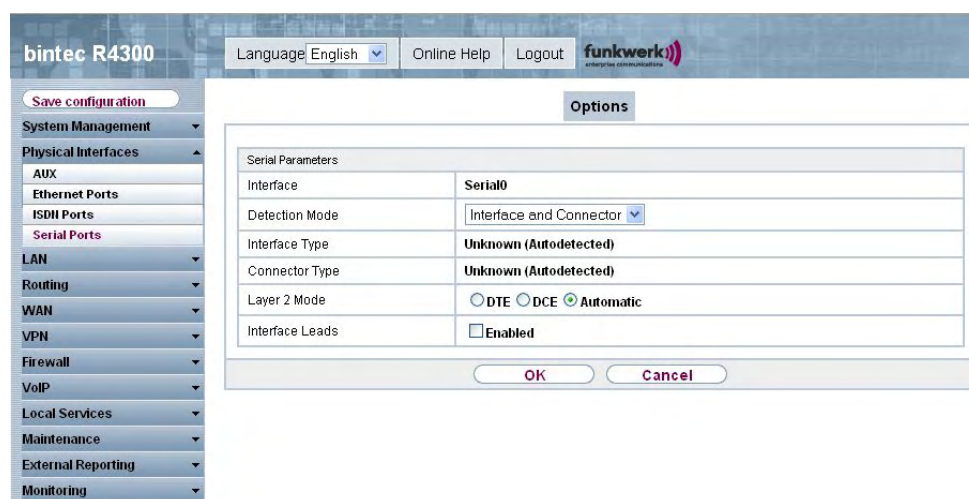 bintec R4300
Language English Online Help Logout funkwerk
enterprise communications
Save configuration
System Management
Physical Interfaces
AUX
Ethernet Ports
ISDN Ports
Serial Ports
LAN
Routing
WAN
VPN
Firewall
VoIP
Local Services
Maintenance
External Reporting
Monitoring
Options
Serial Parameters
Interface Serial0
Detection Mode Interface and Connector
Interface Type Unknown (Autodetected)
Connector Type Unknown (Autodetected)
Layer 2 Mode DTE DCE Automatic
Interface Leads Enabled
OK Cancel